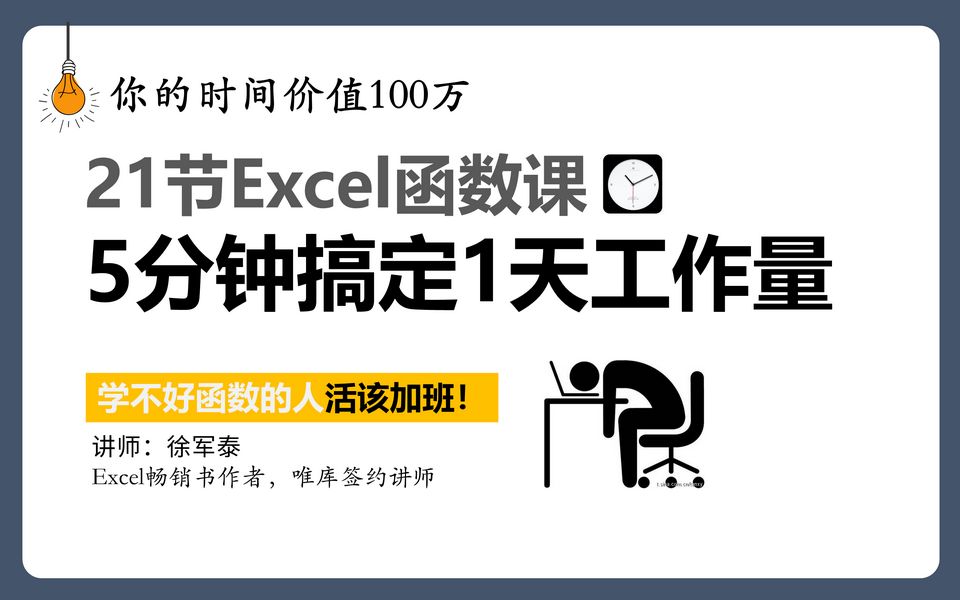 你的时间价值100万
21节Excel函数课
5分钟搞定1天工作量
学不好函数的人活该加班！
讲师：徐军泰
Excel畅销书作者，唯库签约讲师